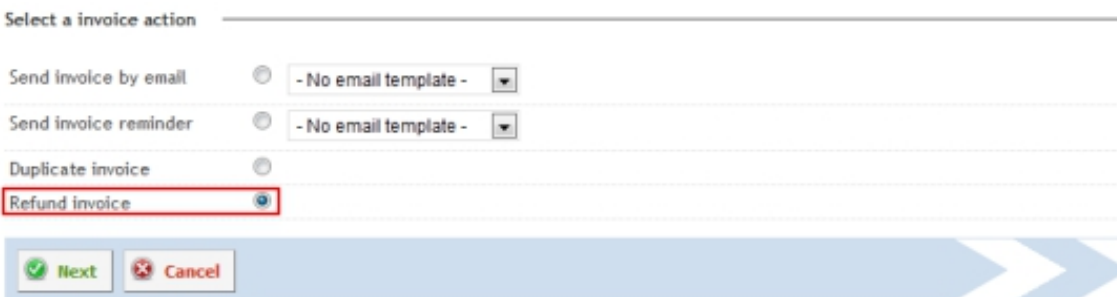 Select a invoice action
Send invoice by email - No email template -
Send invoice reminder - No email template -
Duplicate invoice
Refund invoice
Next Cancel